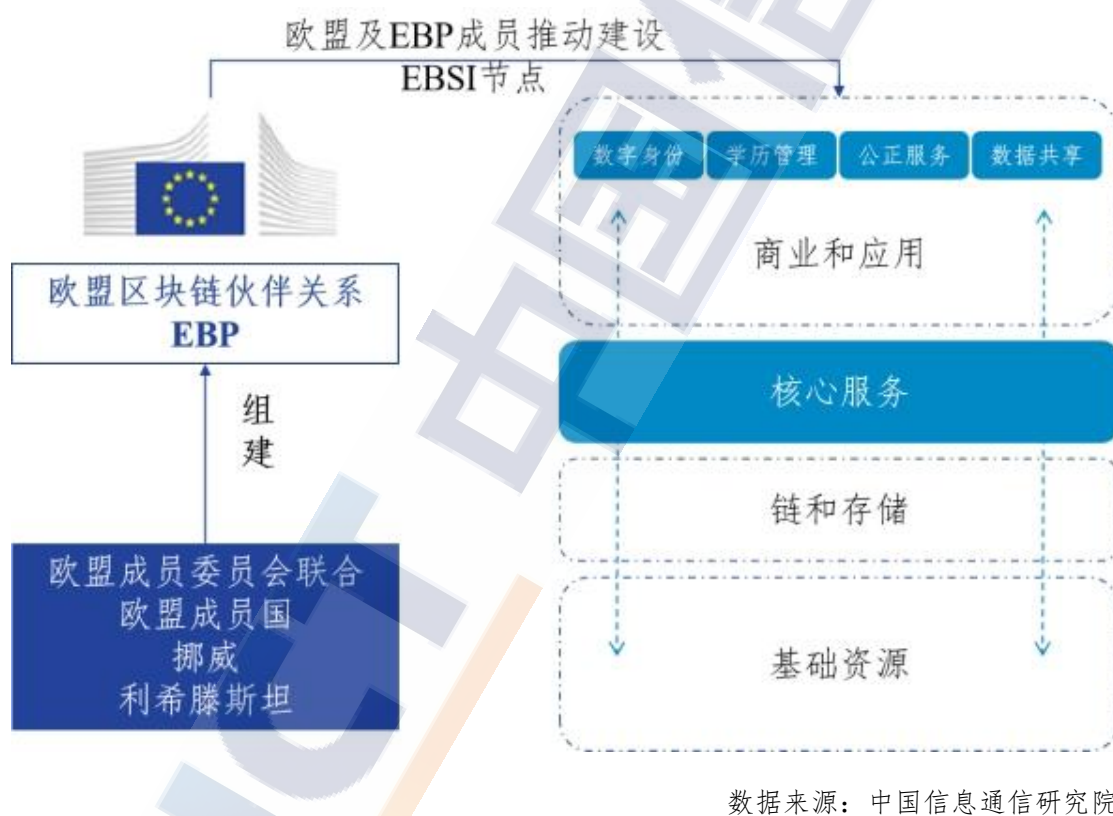 欧盟及EBP成员推动建设
EBSI节点
欧盟区块链伙伴关系
EBP
组
建
欧盟成员委员会联合
欧盟成员国
挪威
利希滕斯坦
数字身份
学历管理
公正服务
数据共享
商业和应用
核心服务
链和存储
基础资源
数据来源：中国信息通信研究院